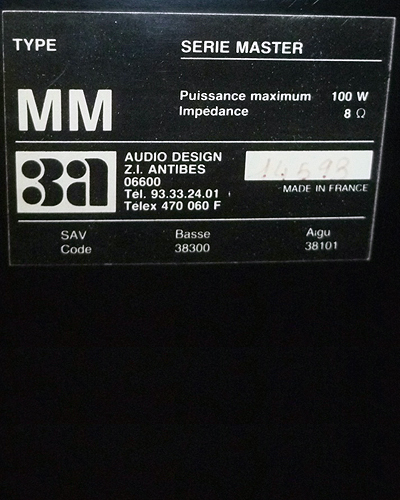 TYPE
SERIE MASTER
MM
Puissance maximum 100 W
Impédance 8 Ω
3a
AUDIO DESIGN
Z.I. ANTIBES
06600
Tél. 93.33.24.01
Telex 470 060 F
14593
MADE IN FRANCE
SAV Basse Aigu
Code 38300 38101